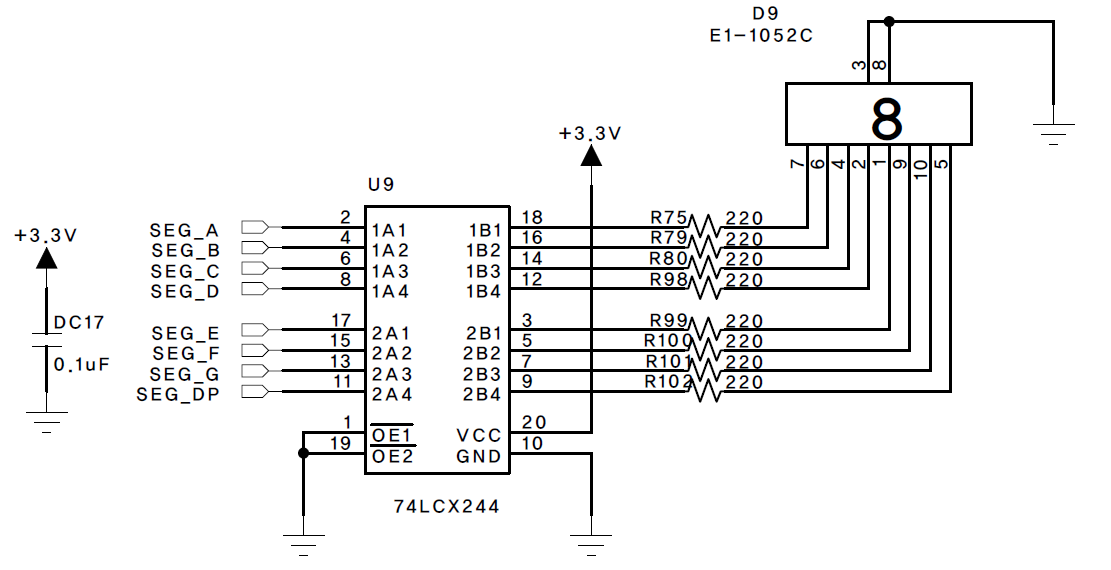 D9
E1-1052C
3 8
8
7 6 4 2 1 9 10 5
+3.3V
U9
+3.3V
DC17
0.1uF
SEG_A 2 1A1 1B1 18 R75 220
SEG_B 4 1A2 1B2 16 R79 220
SEG_C 6 1A3 1B3 14 R80 220
SEG_D 8 1A4 1B4 12 R98 220
SEG_E 17 2A1 2B1 3 R99 220
SEG_F 15 2A2 2B2 5 R100 220
SEG_G 13 2A3 2B3 7 R101 220
SEG_DP 11 2A4 2B4 9 R102 220
1 OE1 VCC 20
19 OE2 GND 10
74LCX244